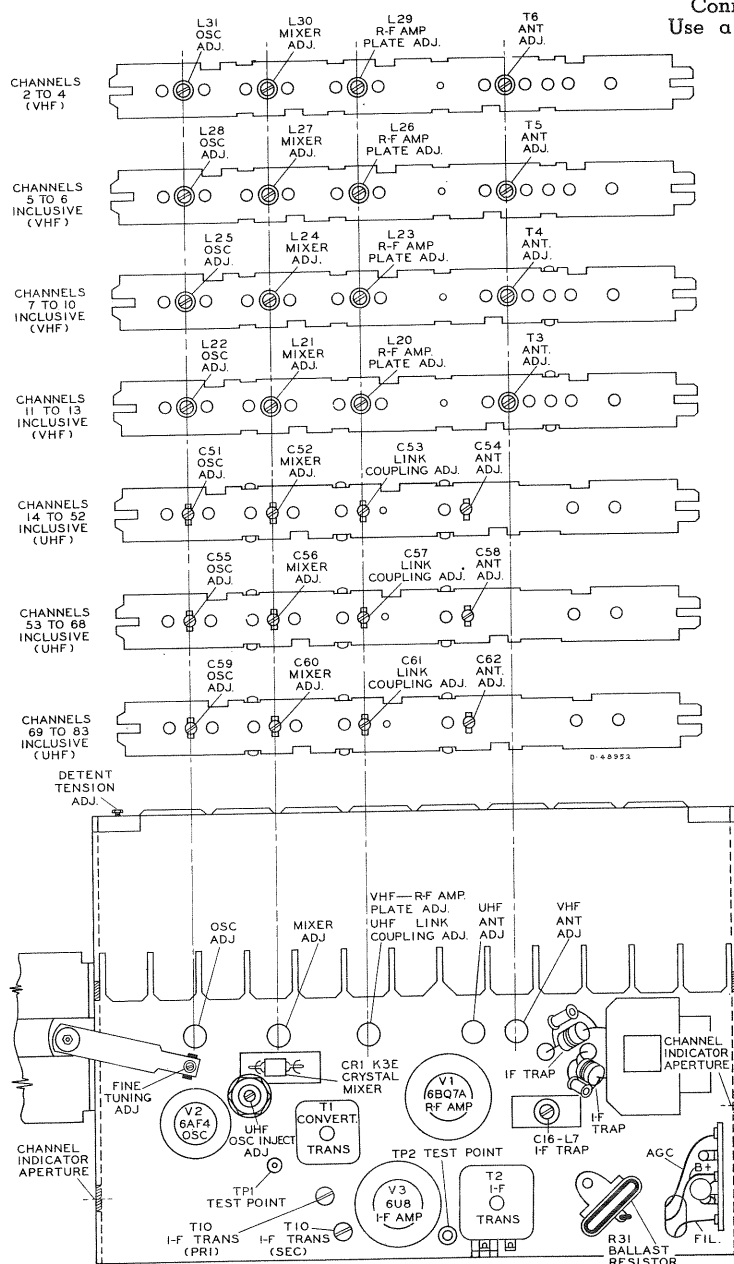 Conn
Use a
L31
OSC
ADJ.
L30
MIXER
ADJ.
L29
R-F AMP
PLATE ADJ.
T6
ANT
ADJ.
CHANNELS
2 TO 4
(VHF)
L28
OSC
ADJ.
L27
MIXER
ADJ.
L26
R-F AMP
PLATE ADJ.
T5
ANT
ADJ.
CHANNELS
5 TO 6
INCLUSIVE
(VHF)
L25
OSC
ADJ.
L24
MIXER
ADJ.
L23
R-F AMP
PLATE ADJ.
T4
ANT.
ADJ.
CHANNELS
7 TO 10
INCLUSIVE
(VHF)
L22
OSC
ADJ.
L21
MIXER
ADJ.
L20
R-F AMP.
PLATE ADJ.
T3
ANT.
ADJ.
CHANNELS
11 TO 13
INCLUSIVE
(VHF)
C51
OSC
ADJ.
C52
MIXER
ADJ.
C53
LINK
COUPLING ADJ.
C54
ANT
ADJ.
CHANNELS
14 TO 52
INCLUSIVE
(UHF)
C55
OSC
ADJ.
C56
MIXER
ADJ.
C57
LINK
COUPLING ADJ.
C58
ANT
ADJ.
CHANNELS
53 TO 68
INCLUSIVE
(UHF)
C59
OSC
ADJ.
C60
MIXER
ADJ.
C61
LINK
COUPLING ADJ.
C62
ANT.
ADJ.
CHANNELS
69 TO 83
INCLUSIVE
(UHF)
D-48952
DETENT
TENSION
ADJ.
OSC
ADJ
MIXER
ADJ
VHF—R-F AMP.
PLATE ADJ.
UHF LINK
COUPLING ADJ.
UHF
ANT
ADJ
VHF
ANT
ADJ
FINE
TUNING
ADJ
CR1 K3E
CRYSTAL
MIXER
IF TRAP
I-F
TRAP
CHANNEL
INDICATOR
APERTURE
V2
6AF4
OSC
UHF
OSC INJECT
ADJ
T1
CONVERT.
TRANS
V1
6BQ7A
R-F AMP
C16-L7
I-F TRAP
CHANNEL
INDICATOR
APERTURE
TP1
TEST POINT
TP2 TEST POINT
V3
6U8
I-F AMP
T2
I-F
TRANS
AGC
B+
FIL.
T10
I-F TRANS
(PRI)
T10
I-F TRANS
(SEC)
R31
BALLAST
RESISTOR